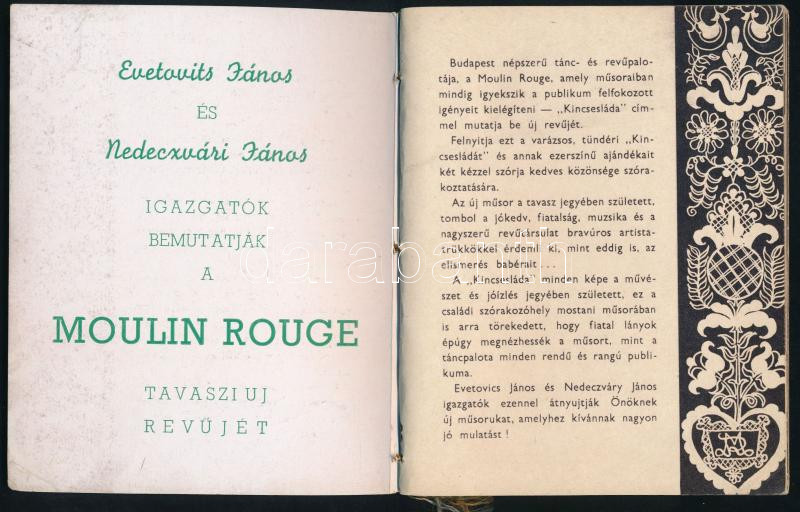 Evetovits János
ÉS
Nedeczvári János
IGAZGATÓK
BEMUTATJÁK
A
MOULIN ROUGE
TAVASZI UJ
REVŰJÉT
Budapest népszerű tánc- és revűpalo-
tája, a Moulin Rouge, amely műsoraiban
mindig igyekszik a publikum felfokozott
igényeit kielégíteni — „Kincsesláda" cím-
mel mutatja be új revűjét.
Felnyitja ezt a varázsos, tündéri „Kin-
csesládát" és annak ezerszínű ajándékait
két kézzel szórja kedves közönsége szóra-
koztatására.
Az új műsor a tavasz jegyében született,
tombol a jókedv, fiatalság, muzsika és a
nagyszerű revűtársulat bravúros artista-
trükkökkel érdemli ki, mint eddig is, az
elismerés babérait . . .
A „Kincsesláda" minden képe a művé-
szet és jóízlés jegyében született, ez a
családi szórakozóhely mostani műsorában
is arra törekedett, hogy fiatal lányok
épúgy megnézhessék a műsort, mint a
táncpalota minden rendű és rangú publi-
kuma.
Evetovics János és Nedeczváry János
igazgatók ezennel átnyujtják Önöknek
új műsorukat, amelyhez kívánnak nagyon
jó mulatást !
darabanth